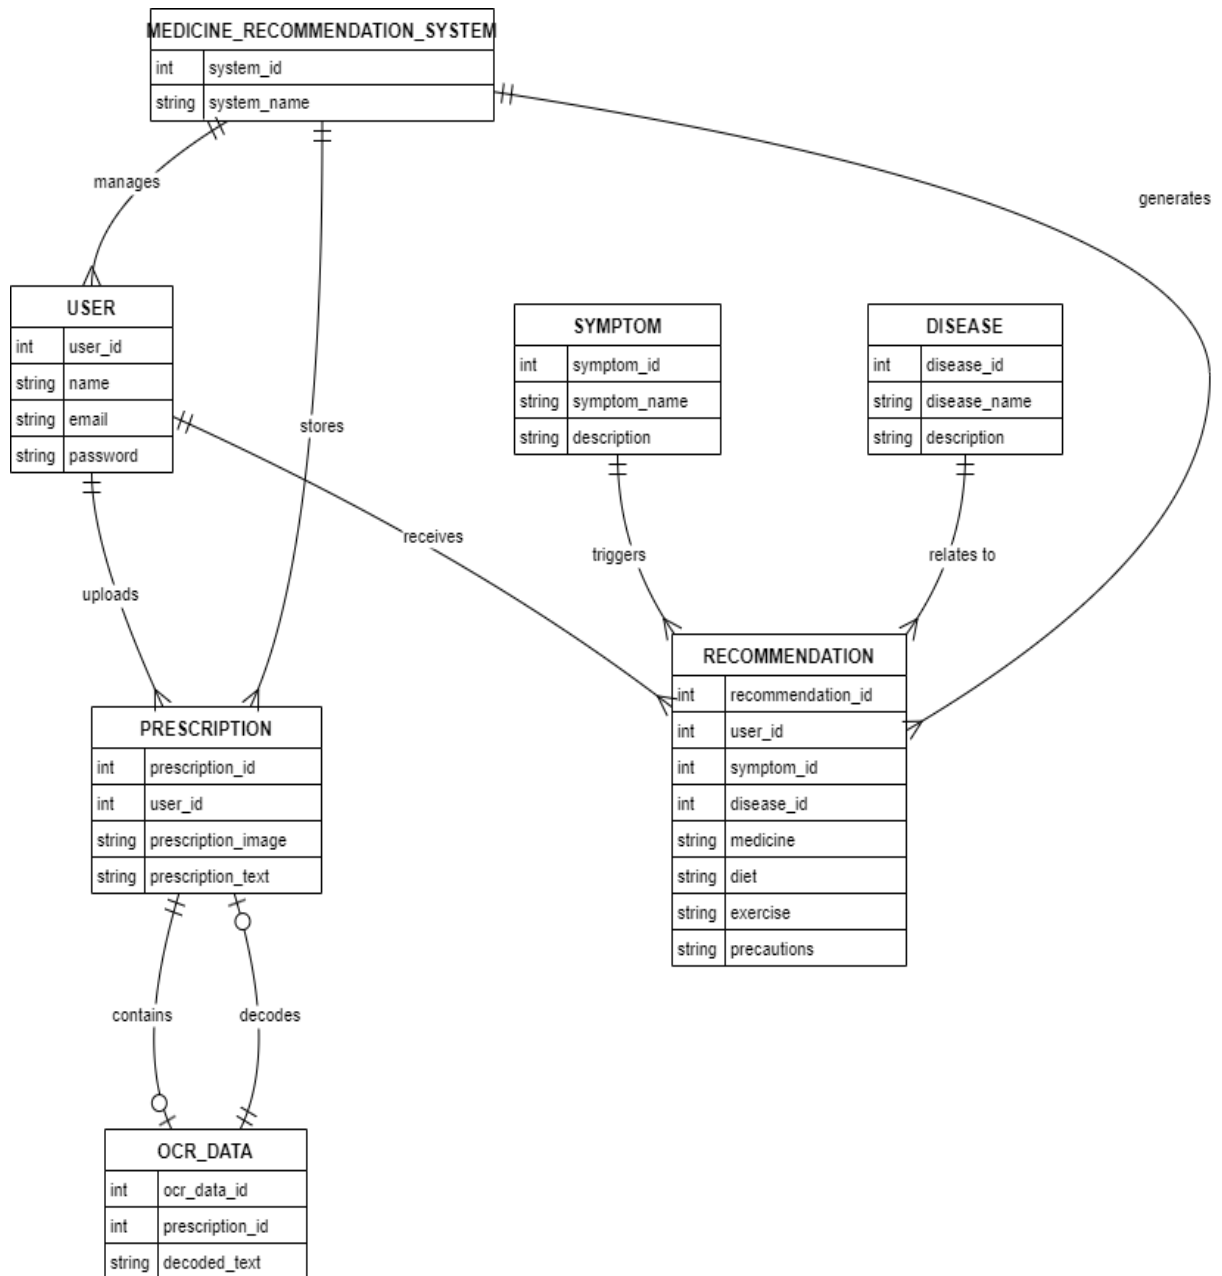 MEDICINE_RECOMMENDATION_SYSTEM
int system_id
string system_name
manages
generates
USER
int user_id
string name
string email
string password
SYMPTOM
int symptom_id
string symptom_name
string description
DISEASE
int disease_id
string disease_name
string description
stores
receives
triggers
relates to
uploads
RECOMMENDATION
int recommendation_id
int user_id
int symptom_id
int disease_id
string medicine
string diet
string exercise
string precautions
PRESCRIPTION
int prescription_id
int user_id
string prescription_image
string prescription_text
contains
decodes
OCR_DATA
int ocr_data_id
int prescription_id
string decoded_text